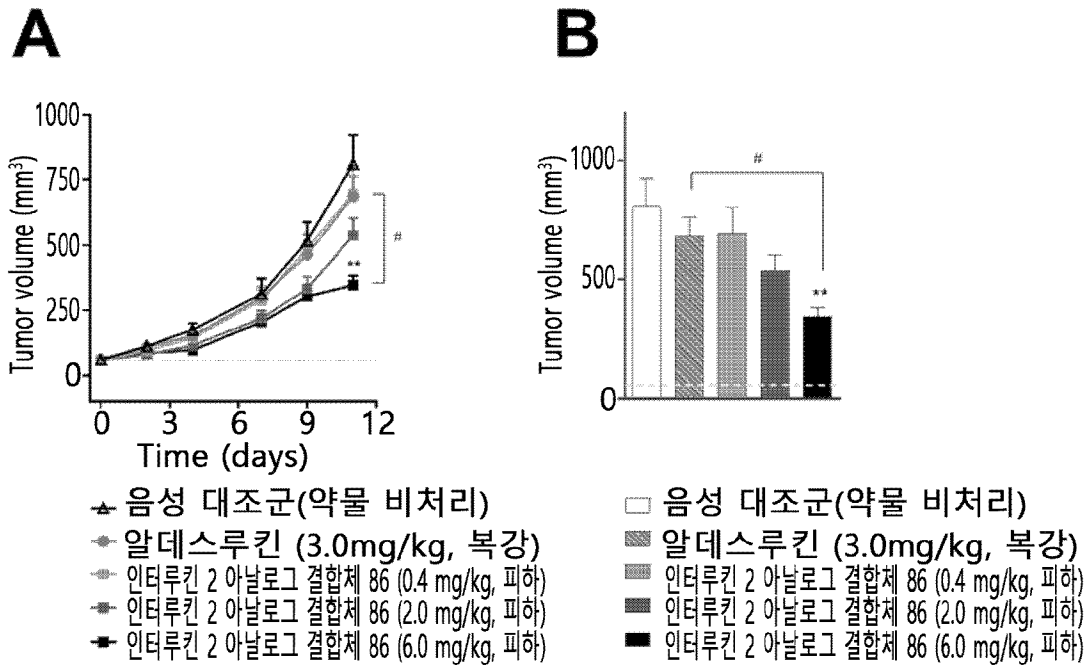 A
Tumor volume (mm³)
1000
750
500
250
0
#
**
0 3 6 9 12
Time (days)
음성 대조군(약물 비처리)
알데스루킨 (3.0mg/kg, 복강)
인터루킨 2 아날로그 결합체 86 (0.4 mg/kg, 피하)
인터루킨 2 아날로그 결합체 86 (2.0 mg/kg, 피하)
인터루킨 2 아날로그 결합체 86 (6.0 mg/kg, 피하)
B
Tumor volume (mm³)
1000
500
0
#
**
음성 대조군(약물 비처리)
알데스루킨 (3.0mg/kg, 복강)
인터루킨 2 아날로그 결합체 86 (0.4 mg/kg, 피하)
인터루킨 2 아날로그 결합체 86 (2.0 mg/kg, 피하)
인터루킨 2 아날로그 결합체 86 (6.0 mg/kg, 피하)